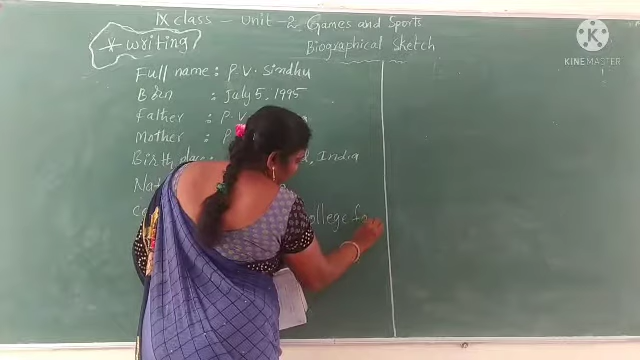 IX class - Unit-2 Games and Sports
* writing
Biographical Sketch
Full name : P.V. Sindhu
Born : July 5, 1995
Father : P.V
Mother : P.
Birth place : India
Nat
college fo
KINEMASTER